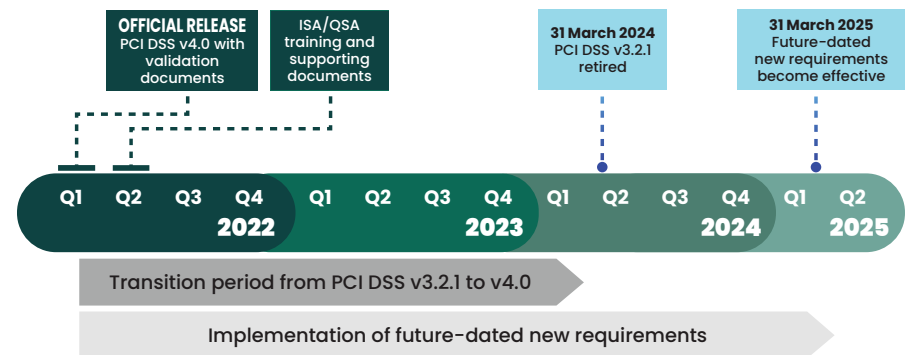 OFFICIAL RELEASE
PCI DSS v4.0 with
validation
documents
ISA/QSA
training and
supporting
documents
31 March 2024
PCI DSS v3.2.1
retired
31 March 2025
Future-dated
new requirements
become effective
Q1 Q2 Q3 Q4 Q1 Q2 Q3 Q4 Q1 Q2 Q3 Q4 Q1 Q2
2022 2023 2024 2025
Transition period from PCI DSS v3.2.1 to v4.0
Implementation of future-dated new requirements